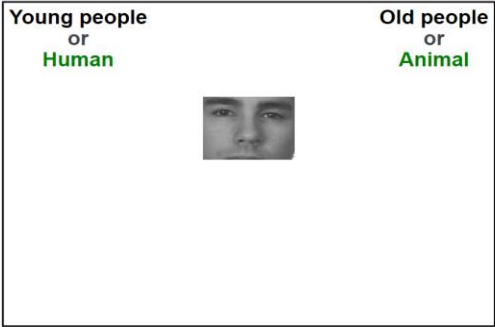 Young people
or
Human
Old people
or
Animal